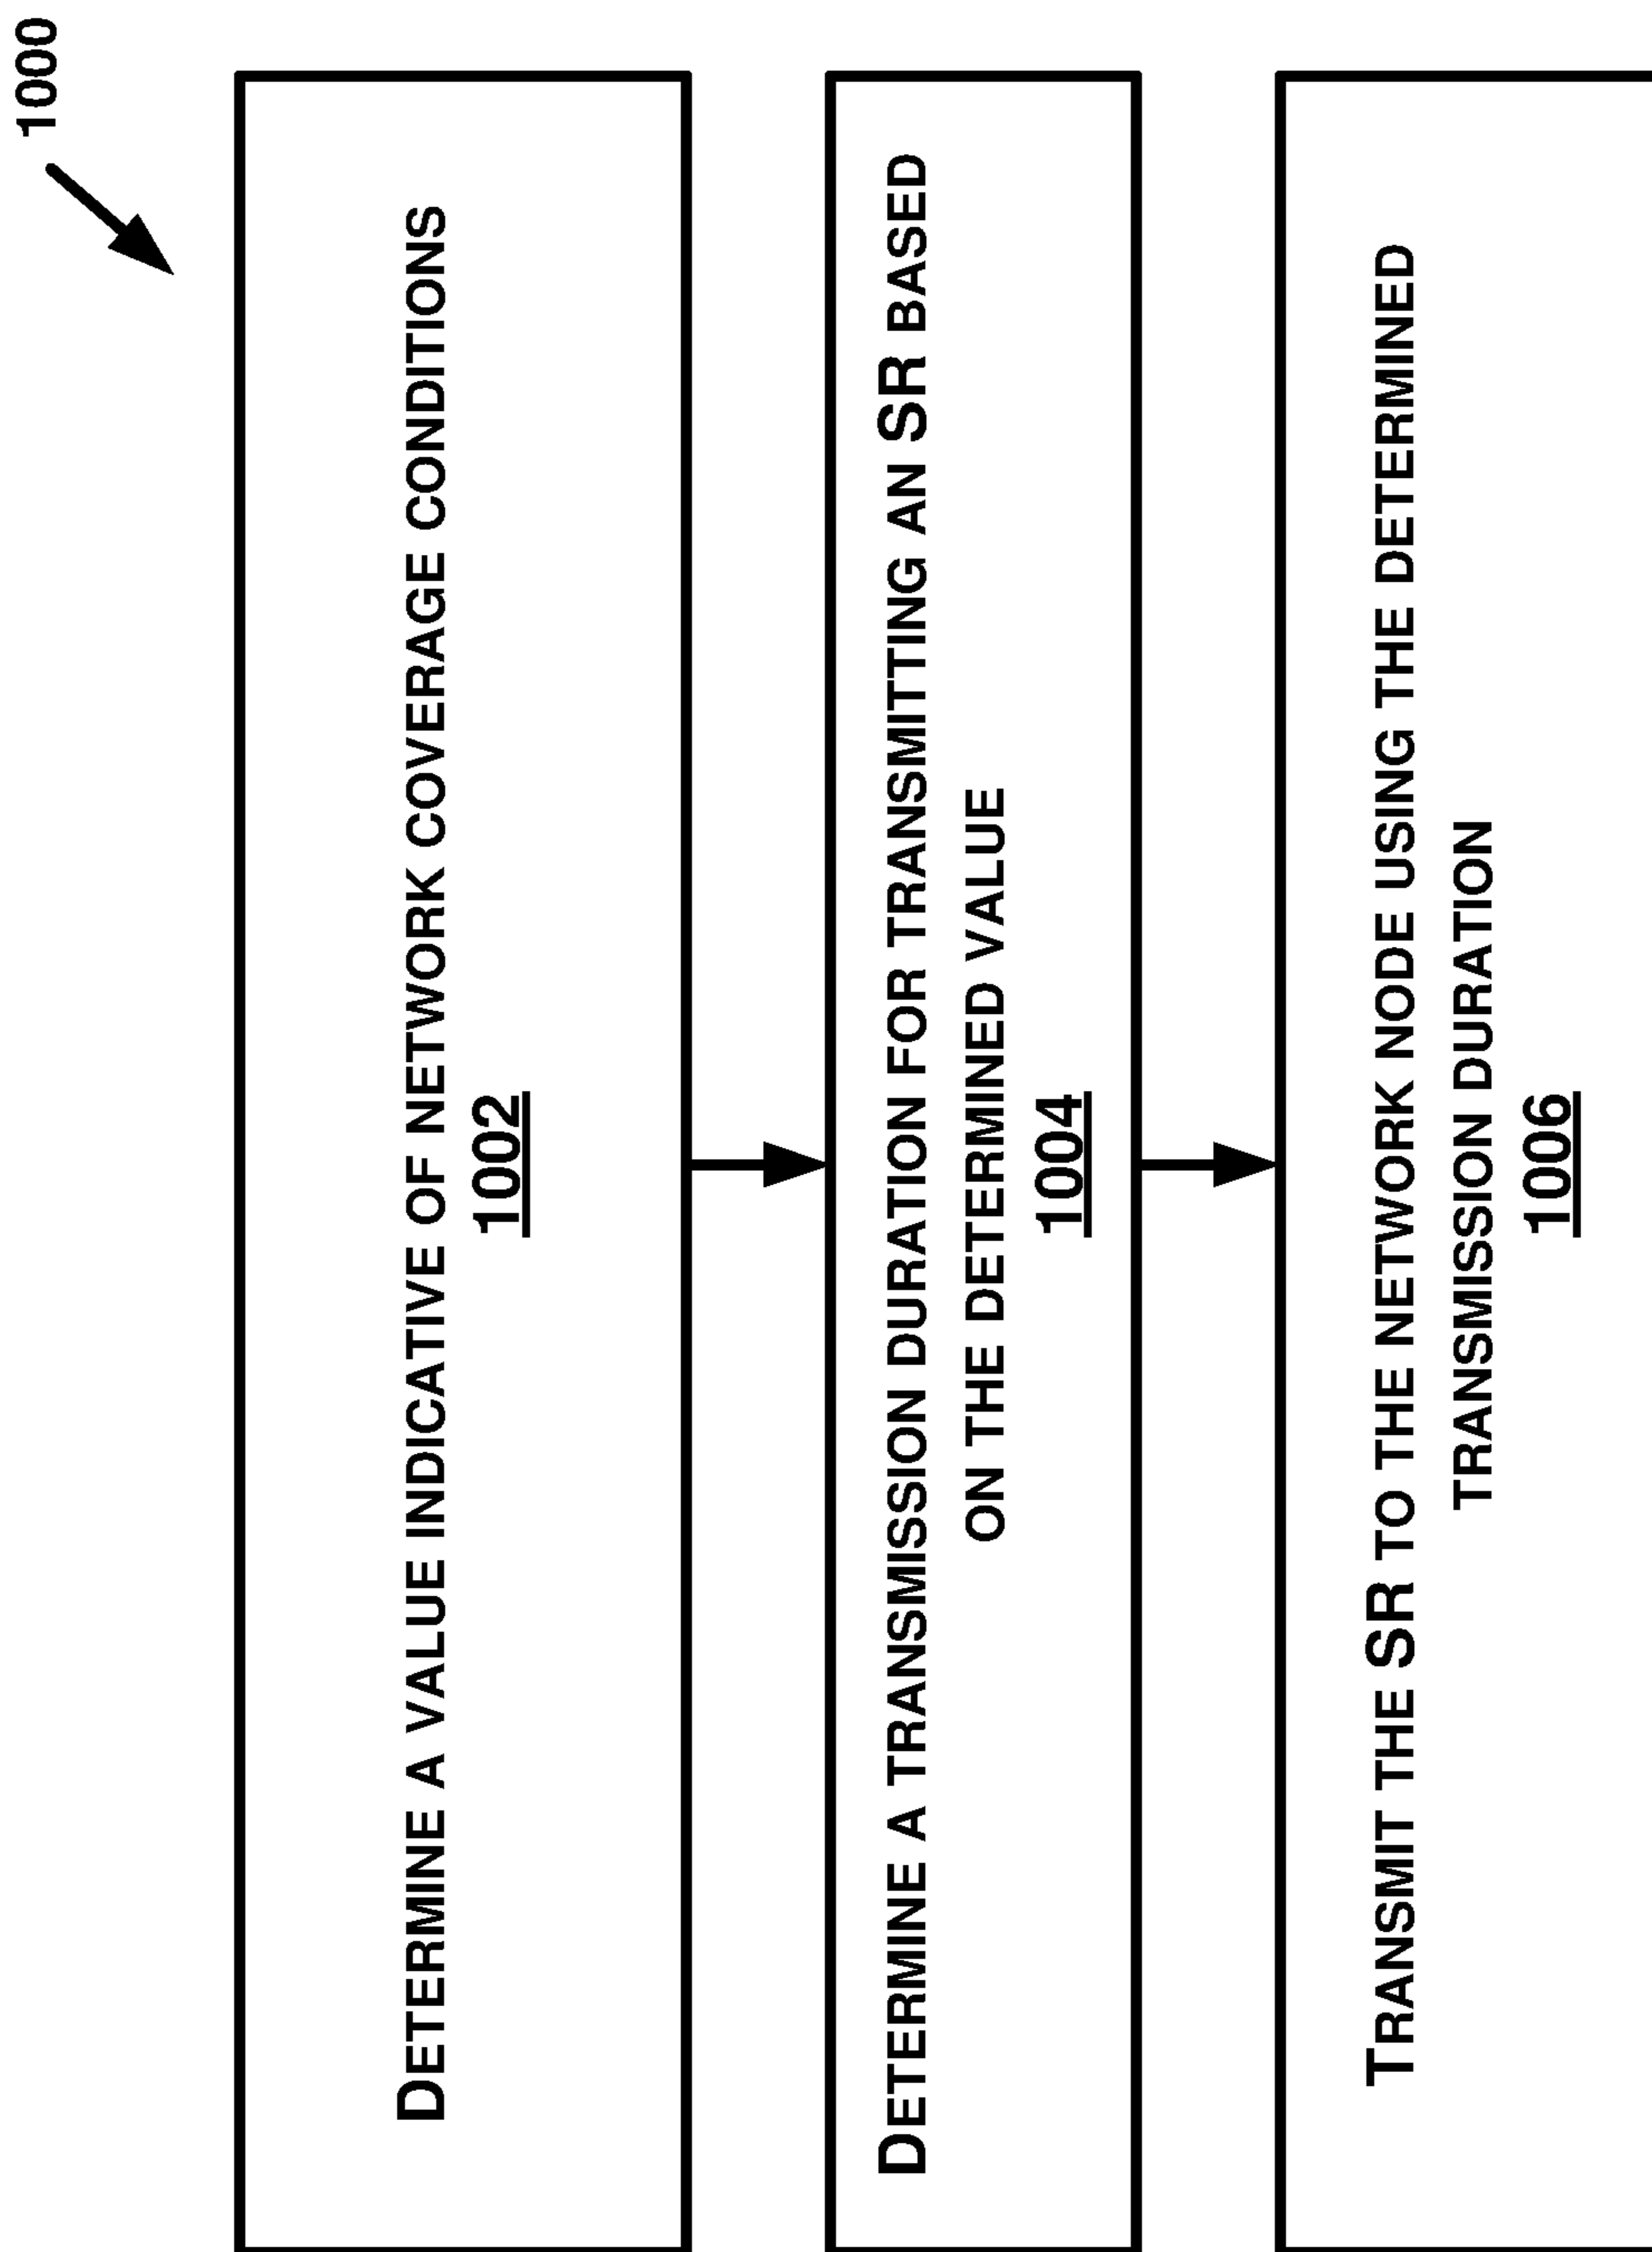 1000
DETERMINE A VALUE INDICATIVE OF NETWORK COVERAGE CONDITIONS
1002
DETERMINE A TRANSMISSION DURATION FOR TRANSMITTING AN SR BASED
ON THE DETERMINED VALUE
1004
TRANSMIT THE SR TO THE NETWORK NODE USING THE DETERMINED
TRANSMISSION DURATION
1006